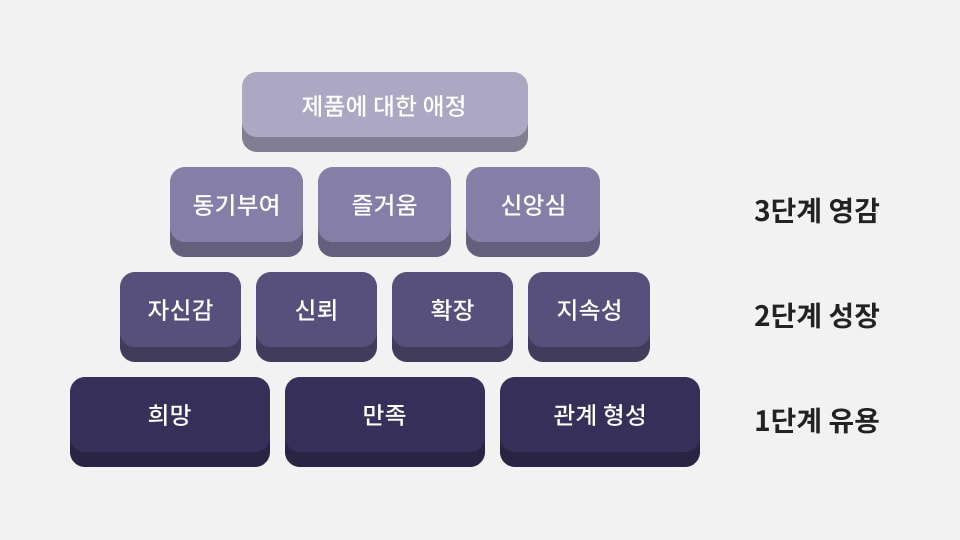 제품에 대한 애정
동기부여
즐거움
신앙심
3단계 영감
자신감
신뢰
확장
지속성
2단계 성장
희망
만족
관계 형성
1단계 유용